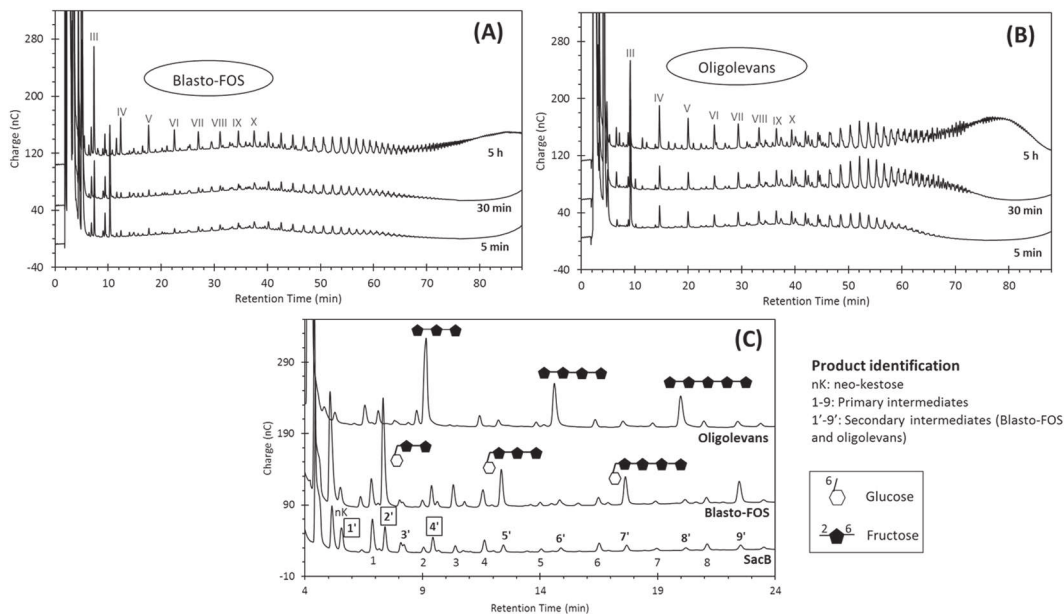 (A)
Charge (nC)
280
200
120
40
-40
III
Blasto-FOS
IV V VI VII VIII IX X
5 h
30 min
5 min
0 10 20 30 40 50 60 70 80
Retention Time (min)
(B)
Charge (nC)
280
200
120
40
-40
III
Oligolevans
IV V VI VII VIII IX X
5 h
30 min
5 min
0 10 20 30 40 50 60 70 80
Retention Time (min)
(C)
Charge (nC)
290
190
90
-10
Oligolevans
Blasto-FOS
nK 1' 2' 3' 4' 5' 6' 7' 8' 9'
1 2 3 4 5 6 7 8
SacB
4 9 14 19 24
Retention Time (min)
Product identification
nK: neo-kestose
1-9: Primary intermediates
1'-9': Secondary intermediates (Blasto-FOS
and oligolevans)
6 Glucose
2 6 Fructose